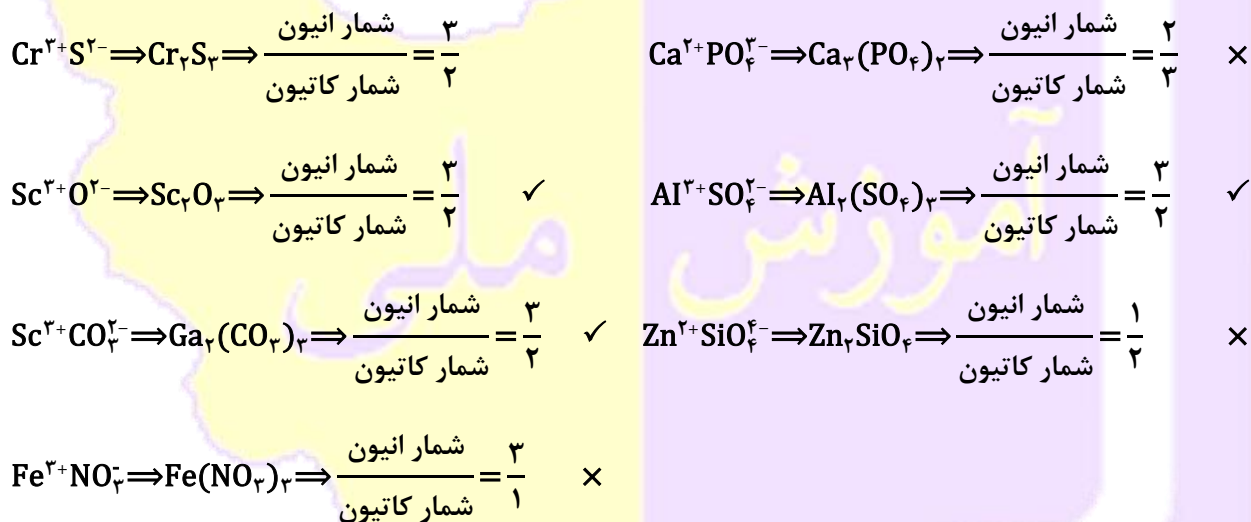 Cr³⁺S²⁻⟹Cr₂S₃⟹ شمار انیون / شمار کاتیون = ۳/۲
Ca²⁺PO₄³⁻⟹Ca₃(PO₄)₂⟹ شمار انیون / شمار کاتیون = ۲/۳ ×
Sc³⁺O²⁻⟹Sc₂O₃⟹ شمار انیون / شمار کاتیون = ۳/۲ ✓
Al³⁺SO₄²⁻⟹Al₂(SO₄)₃⟹ شمار انیون / شمار کاتیون = ۳/۲ ✓
Sc³⁺CO₃²⁻⟹Ga₂(CO₃)₃⟹ شمار انیون / شمار کاتیون = ۳/۲ ✓
Zn²⁺SiO₄⁴⁻⟹Zn₂SiO₄⟹ شمار انیون / شمار کاتیون = ۱/۲ ×
Fe³⁺NO₃⁻⟹Fe(NO₃)₃⟹ شمار انیون / شمار کاتیون = ۳/۱ ×
آموزش ملی